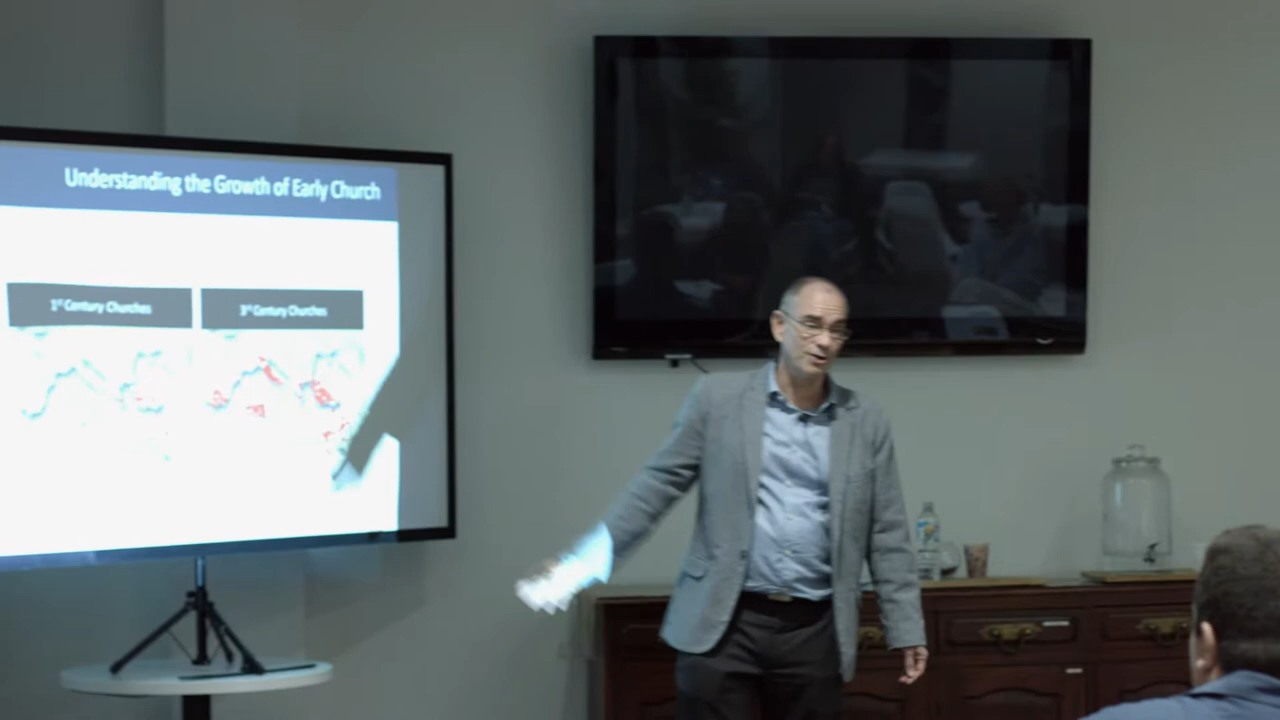 Understanding the Growth of Early Church
1st Century Churches
3rd Century Churches